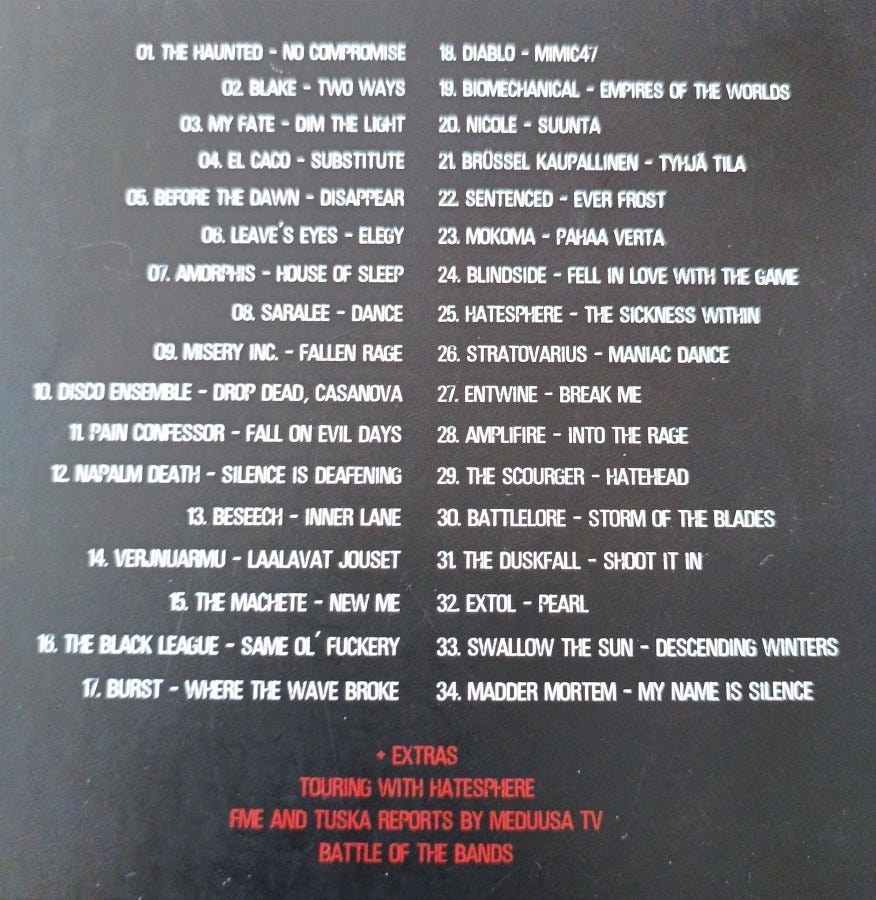 01. THE HAUNTED - NO COMPROMISE
02. BLAKE - TWO WAYS
03. MY FATE - DIM THE LIGHT
04. EL CACO - SUBSTITUTE
05. BEFORE THE DAWN - DISAPPEAR
06. LEAVE'S EYES - ELEGY
07. AMORPHIS - HOUSE OF SLEEP
08. SARALEE - DANCE
09. MISERY INC. - FALLEN RAGE
10. DISCO ENSEMBLE - DROP DEAD, CASANOVA
11. PAIN CONFESSOR - FALL ON EVIL DAYS
12. NAPALM DEATH - SILENCE IS DEAFENING
13. BESEECH - INNER LANE
14. VERJNUARMU - LAALAVAT JOUSET
15. THE MACHETE - NEW ME
16. THE BLACK LEAGUE - SAME OL' FUCKERY
17. BURST - WHERE THE WAVE BROKE
18. DIABLO - MIMIC47
19. BIOMECHANICAL - EMPIRES OF THE WORLDS
20. NICOLE - SUUNTA
21. BRÜSSEL KAUPALLINEN - TYHJÄ TILA
22. SENTENCED - EVER FROST
23. MOKOMA - PAHAA VERTA
24. BLINDSIDE - FELL IN LOVE WITH THE GAME
25. HATESPHERE - THE SICKNESS WITHIN
26. STRATOVARIUS - MANIAC DANCE
27. ENTWINE - BREAK ME
28. AMPLIFIRE - INTO THE RAGE
29. THE SCOURGER - HATEHEAD
30. BATTLELORE - STORM OF THE BLADES
31. THE DUSKFALL - SHOOT IT IN
32. EXTOL - PEARL
33. SWALLOW THE SUN - DESCENDING WINTERS
34. MADDER MORTEM - MY NAME IS SILENCE
+ EXTRAS
TOURING WITH HATESPHERE
FME AND TUSKA REPORTS BY MEDUUSA TV
BATTLE OF THE BANDS